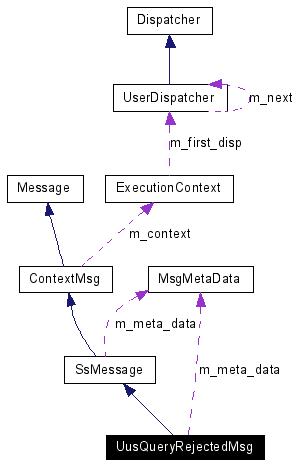 Dispatcher
UserDispatcher
m_next
m_first_disp
Message
ExecutionContext
m_context
ContextMsg
MsgMetaData
m_meta_data
SsMessage
m_meta_data
UusQueryRejectedMsg